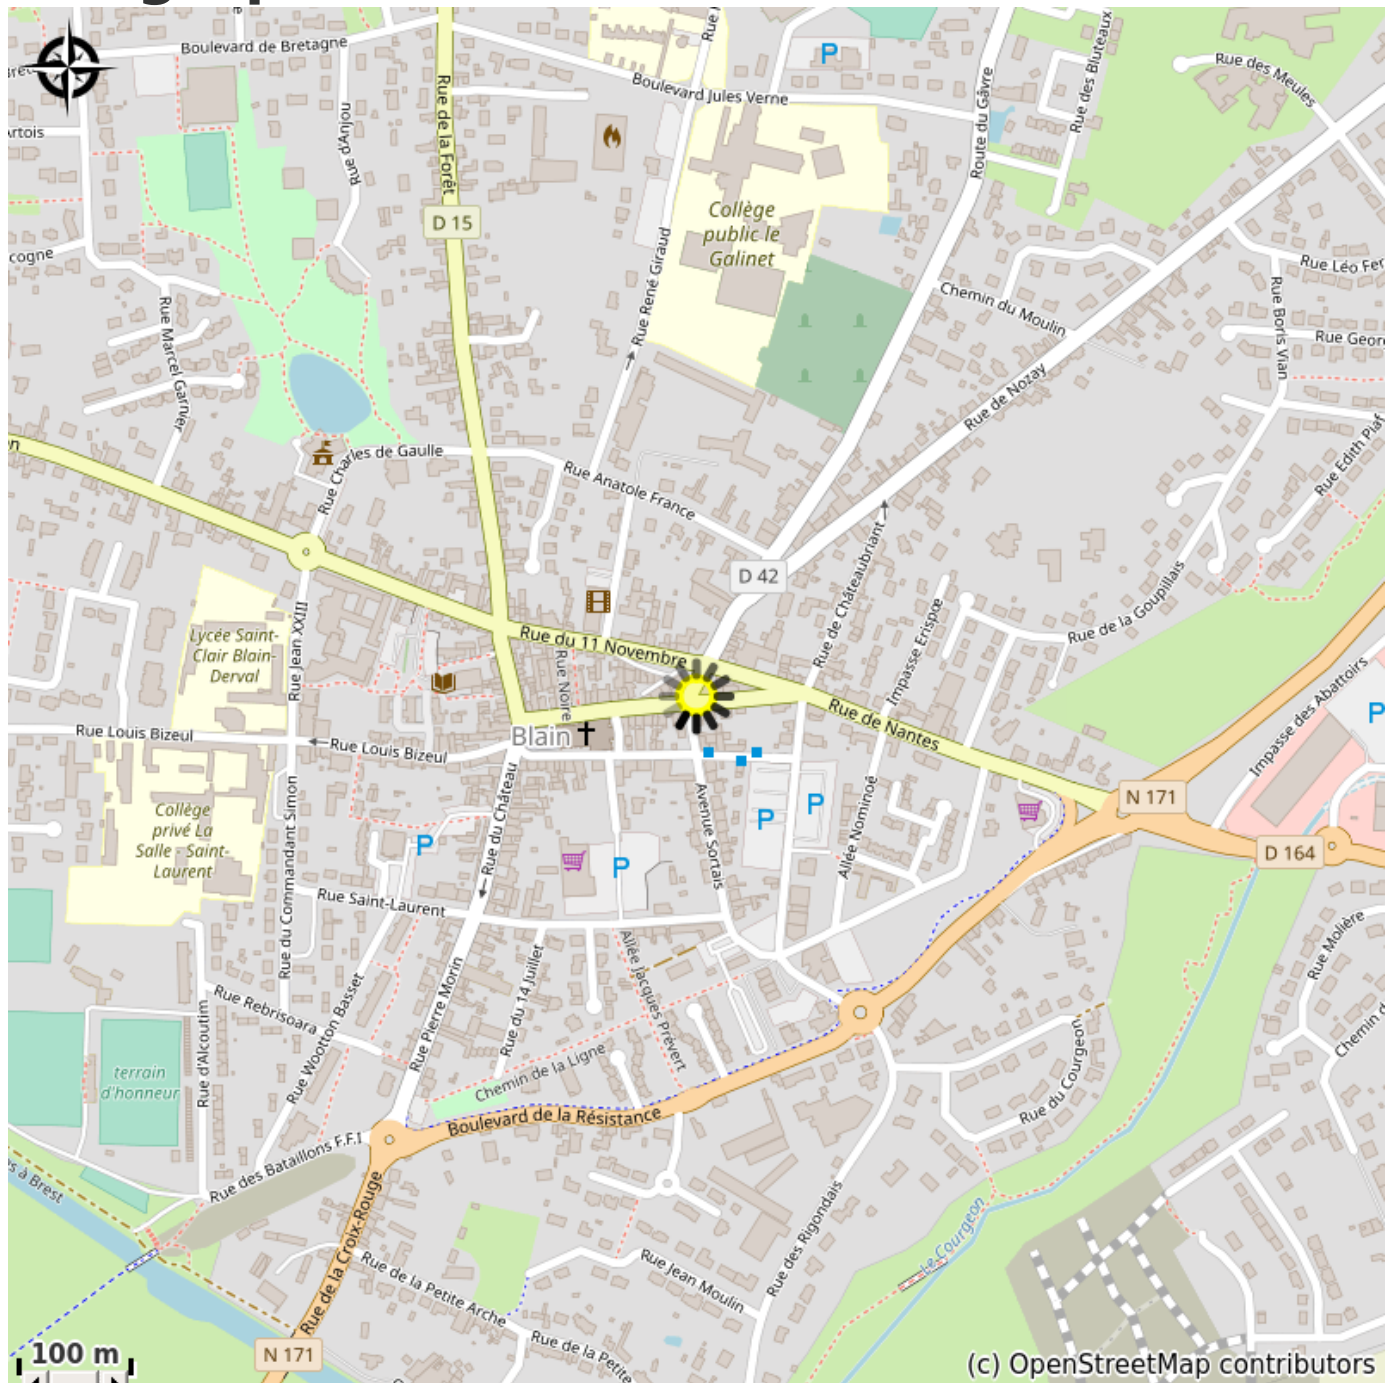 Boulevard de Bretagne
Rue de la Forêt
Rue d'Anjou
Boulevard Jules Verne
Route du Gâvre
Rue des Bluteaux
Rue des Meules
Artois
D 15
Collège
public le
Galinet
Rue René Giraud
cogne
Rue Marcel Garnier
Chemin du Moulin
Rue Léo Fer
Rue Boris Vian
Rue Geor
Rue de Nozay
Rue Edith Piaf
on
Rue Charles de Gaulle
Rue Anatole France
D 42
Rue de Châteaubriant
Impasse Erispoe
Rue de la Goupillais
Lycée Saint-
Clair Blain-
Derval
Rue Jean XXIII
Rue du 11 Novembre
Rue Noire
Impasse des Abattoirs
Rue Louis Bizeul
Rue Louis Bizeul
Blain
Rue de Nantes
N 171
D 164
Rue du Château
Avenue Sortais
Allée Nominoé
P
P
P
P
P
P
Collège
privé La
Salle - Saint-
Laurent
Rue du Commandant Simon
Rue Saint-Laurent
Rue Molière
Chemin d
Rue Rebrisoara
Rue Wootton Basset
Rue Pierre Morin
Rue du 14 Juillet
Allée Jacques Prévert
Rue d'Alcoutim
terrain
d'honneur
Chemin de la Ligne
Boulevard de la Résistance
Rue du Courgeon
Rue des Bataillons F.F.I
es à Brest
Rue de la Croix-Rouge
Rue de la Petite Arche
Rue de la Petite
Rue Jean Moulin
Rue des Rigondais
Le Courgeon
N 171
100 m
(c) OpenStreetMap contributors